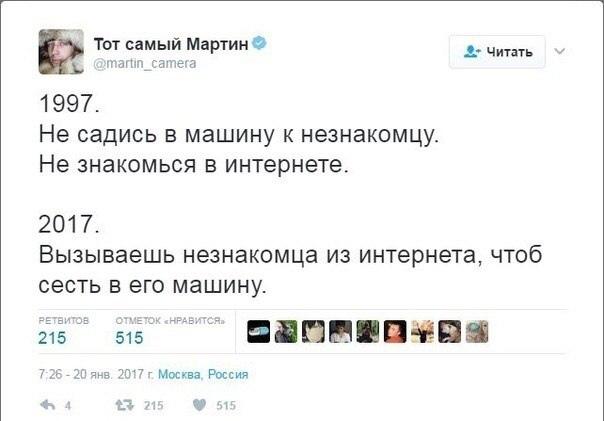 Тот самый Мартин
@martin_camera
Читать
1997.
Не садись в машину к незнакомцу.
Не знакомься в интернете.
2017.
Вызываешь незнакомца из интернета, чтоб
сесть в его машину.
РЕТВИТОВ ОТМЕТОК «НРАВИТСЯ»
215 515
7:26 - 20 янв. 2017 г. Москва, Россия
4 215 515